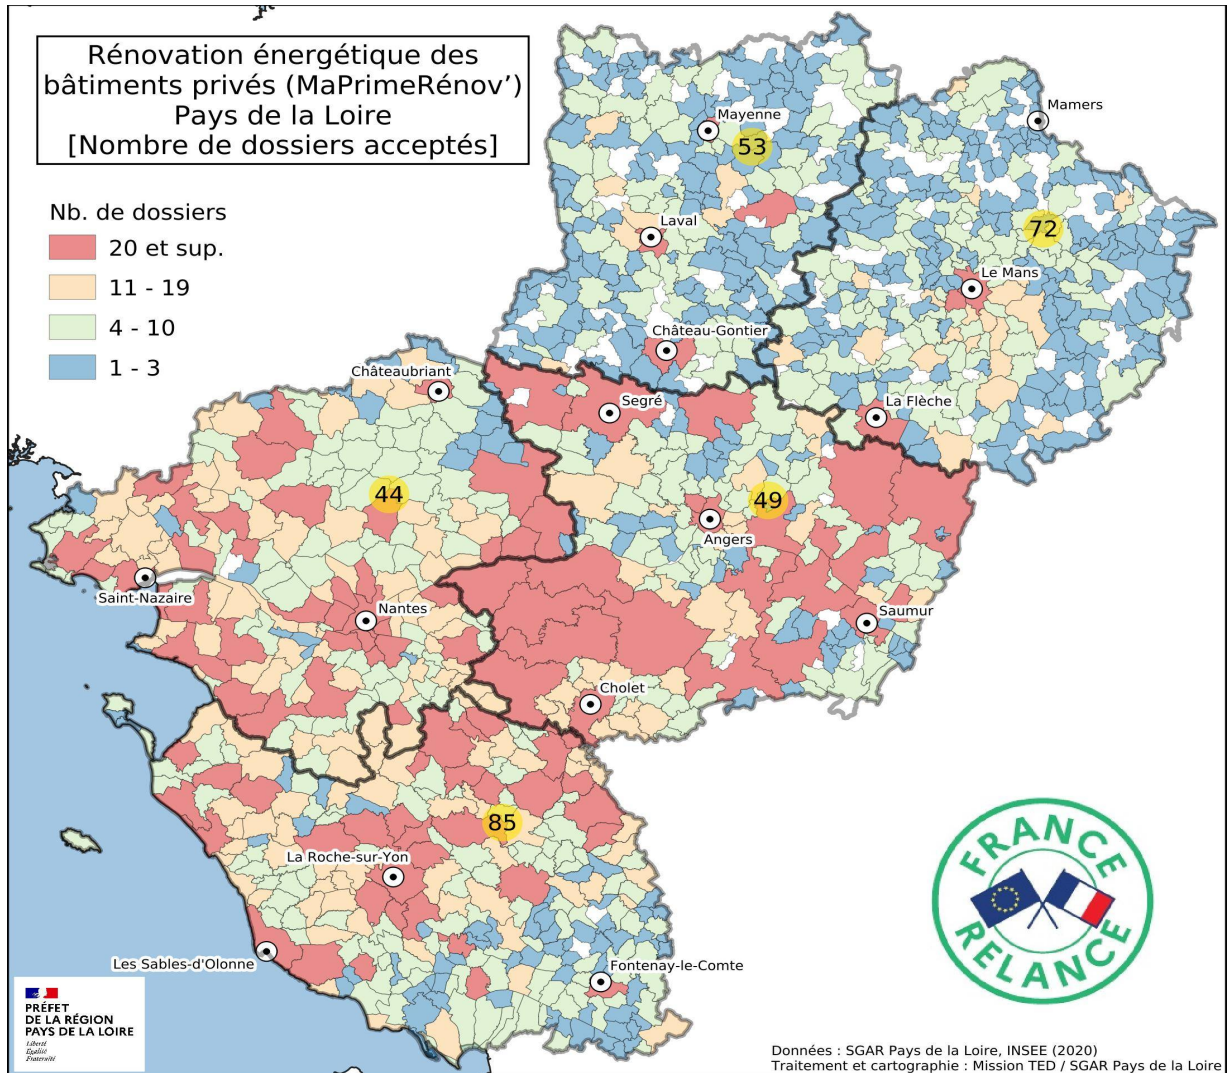 Rénovation énergétique des
bâtiments privés (MaPrimeRénov’)
Pays de la Loire
[Nombre de dossiers acceptés]
Nb. de dossiers
20 et sup.
11 - 19
4 - 10
1 - 3
Mamers
Mayenne
53
Laval
72
Le Mans
Château-Gontier
Châteaubriant
Segré
La Flèche
44
49
Angers
Saint-Nazaire
Nantes
Saumur
Cholet
85
La Roche-sur-Yon
Les Sables-d'Olonne
Fontenay-le-Comte
FRANCE
RELANCE
PRÉFET
DE LA RÉGION
PAYS DE LA LOIRE
Liberté
Égalité
Fraternité
Données : SGAR Pays de la Loire, INSEE (2020)
Traitement et cartographie : Mission TED / SGAR Pays de la Loire